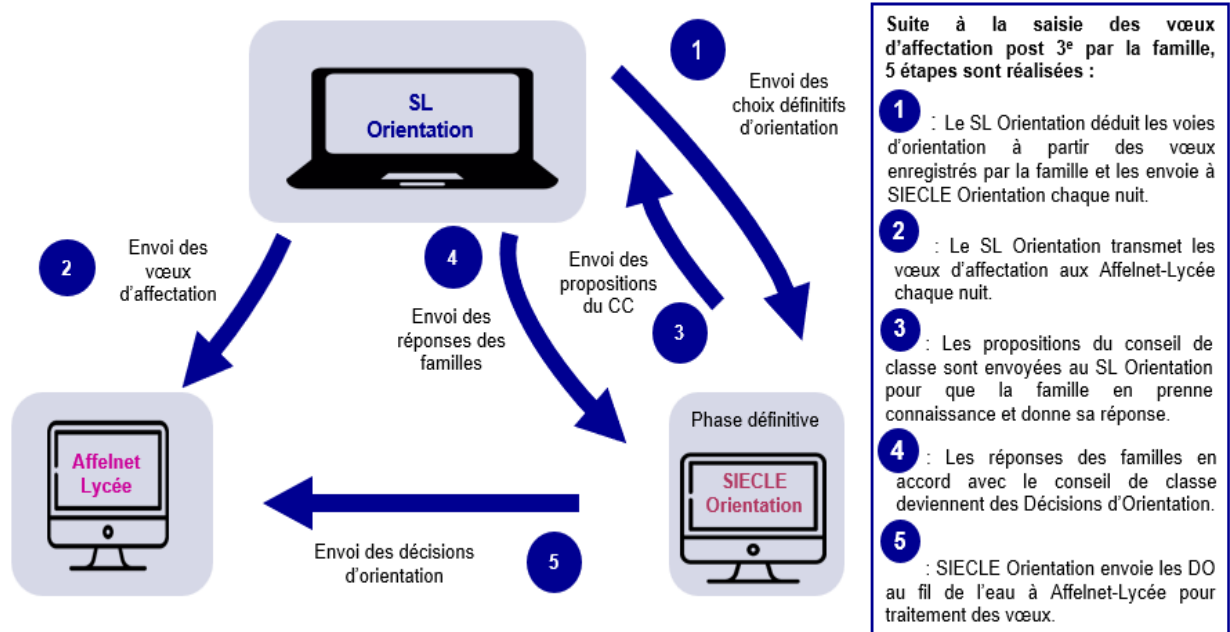 SL
Orientation
1
Envoi des
choix définitifs
d'orientation
2
Envoi des
vœux
d'affectation
4
Envoi des
réponses des
familles
Envoi des
propositions
du CC
3
Affelnet
Lycée
Phase définitive
SIECLE
Orientation
Envoi des décisions
d'orientation
5
Suite à la saisie des vœux
d'affectation post 3e par la famille,
5 étapes sont réalisées :
1 : Le SL Orientation déduit les voies
d'orientation à partir des vœux
enregistrés par la famille et les envoie à
SIECLE Orientation chaque nuit.
2 : Le SL Orientation transmet les
vœux d'affectation aux Affelnet-Lycée
chaque nuit.
3 : Les propositions du conseil de
classe sont envoyées au SL Orientation
pour que la famille en prenne
connaissance et donne sa réponse.
4 : Les réponses des familles en
accord avec le conseil de classe
deviennent des Décisions d'Orientation.
5 : SIECLE Orientation envoie les DO
au fil de l'eau à Affelnet-Lycée pour
traitement des vœux.